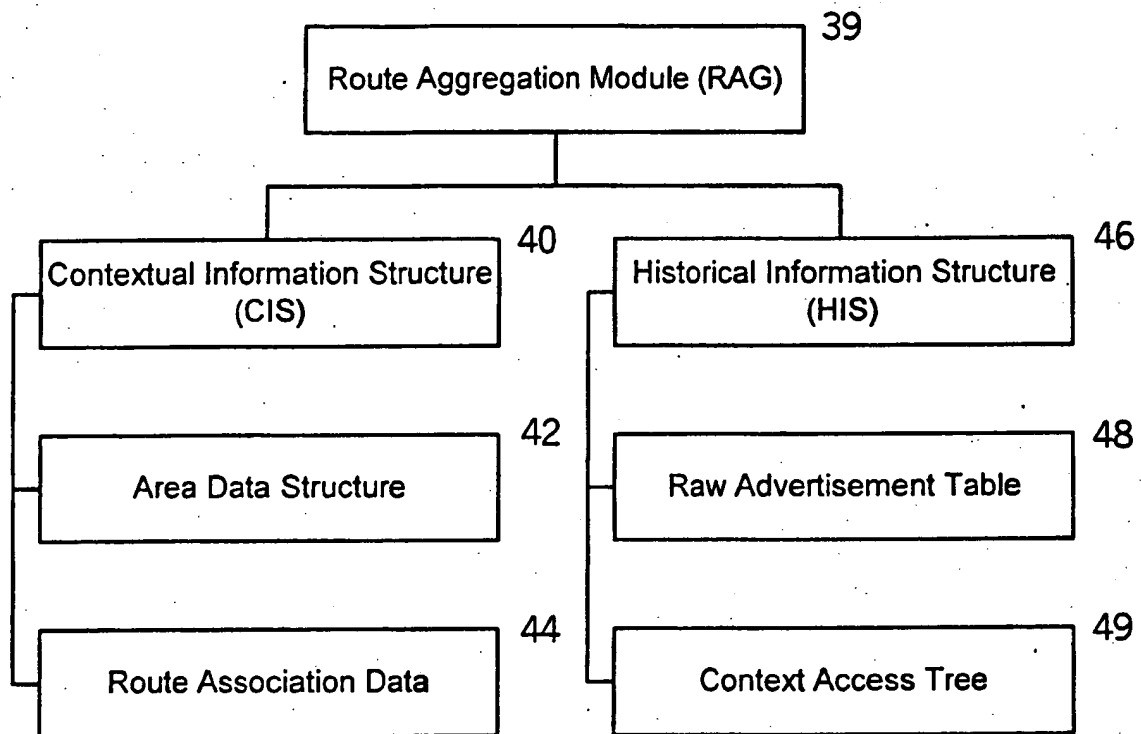 39
Route Aggregation Module (RAG)
40
Contextual Information Structure
(CIS)
46
Historical Information Structure
(HIS)
42
Area Data Structure
48
Raw Advertisement Table
44
Route Association Data
49
Context Access Tree